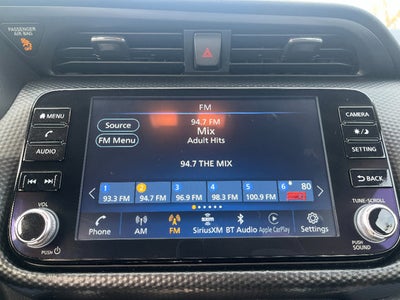 PASSENGER
AIR BAG
FM
94.7 FM
Mix
Adult Hits
Source
FM Menu
94.7 THE MIX
1 2 3 4 5 6 80
93.3 FM 94.7 FM 96.9 FM 98.3 FM 100.9 FM
Phone AM FM SiriusXM BT Audio Apple CarPlay Settings
MENU
AUDIO
VOL
PUSH
CAMERA
SETTING
BACK
TUNE·SCROLL
PUSH
SOUND